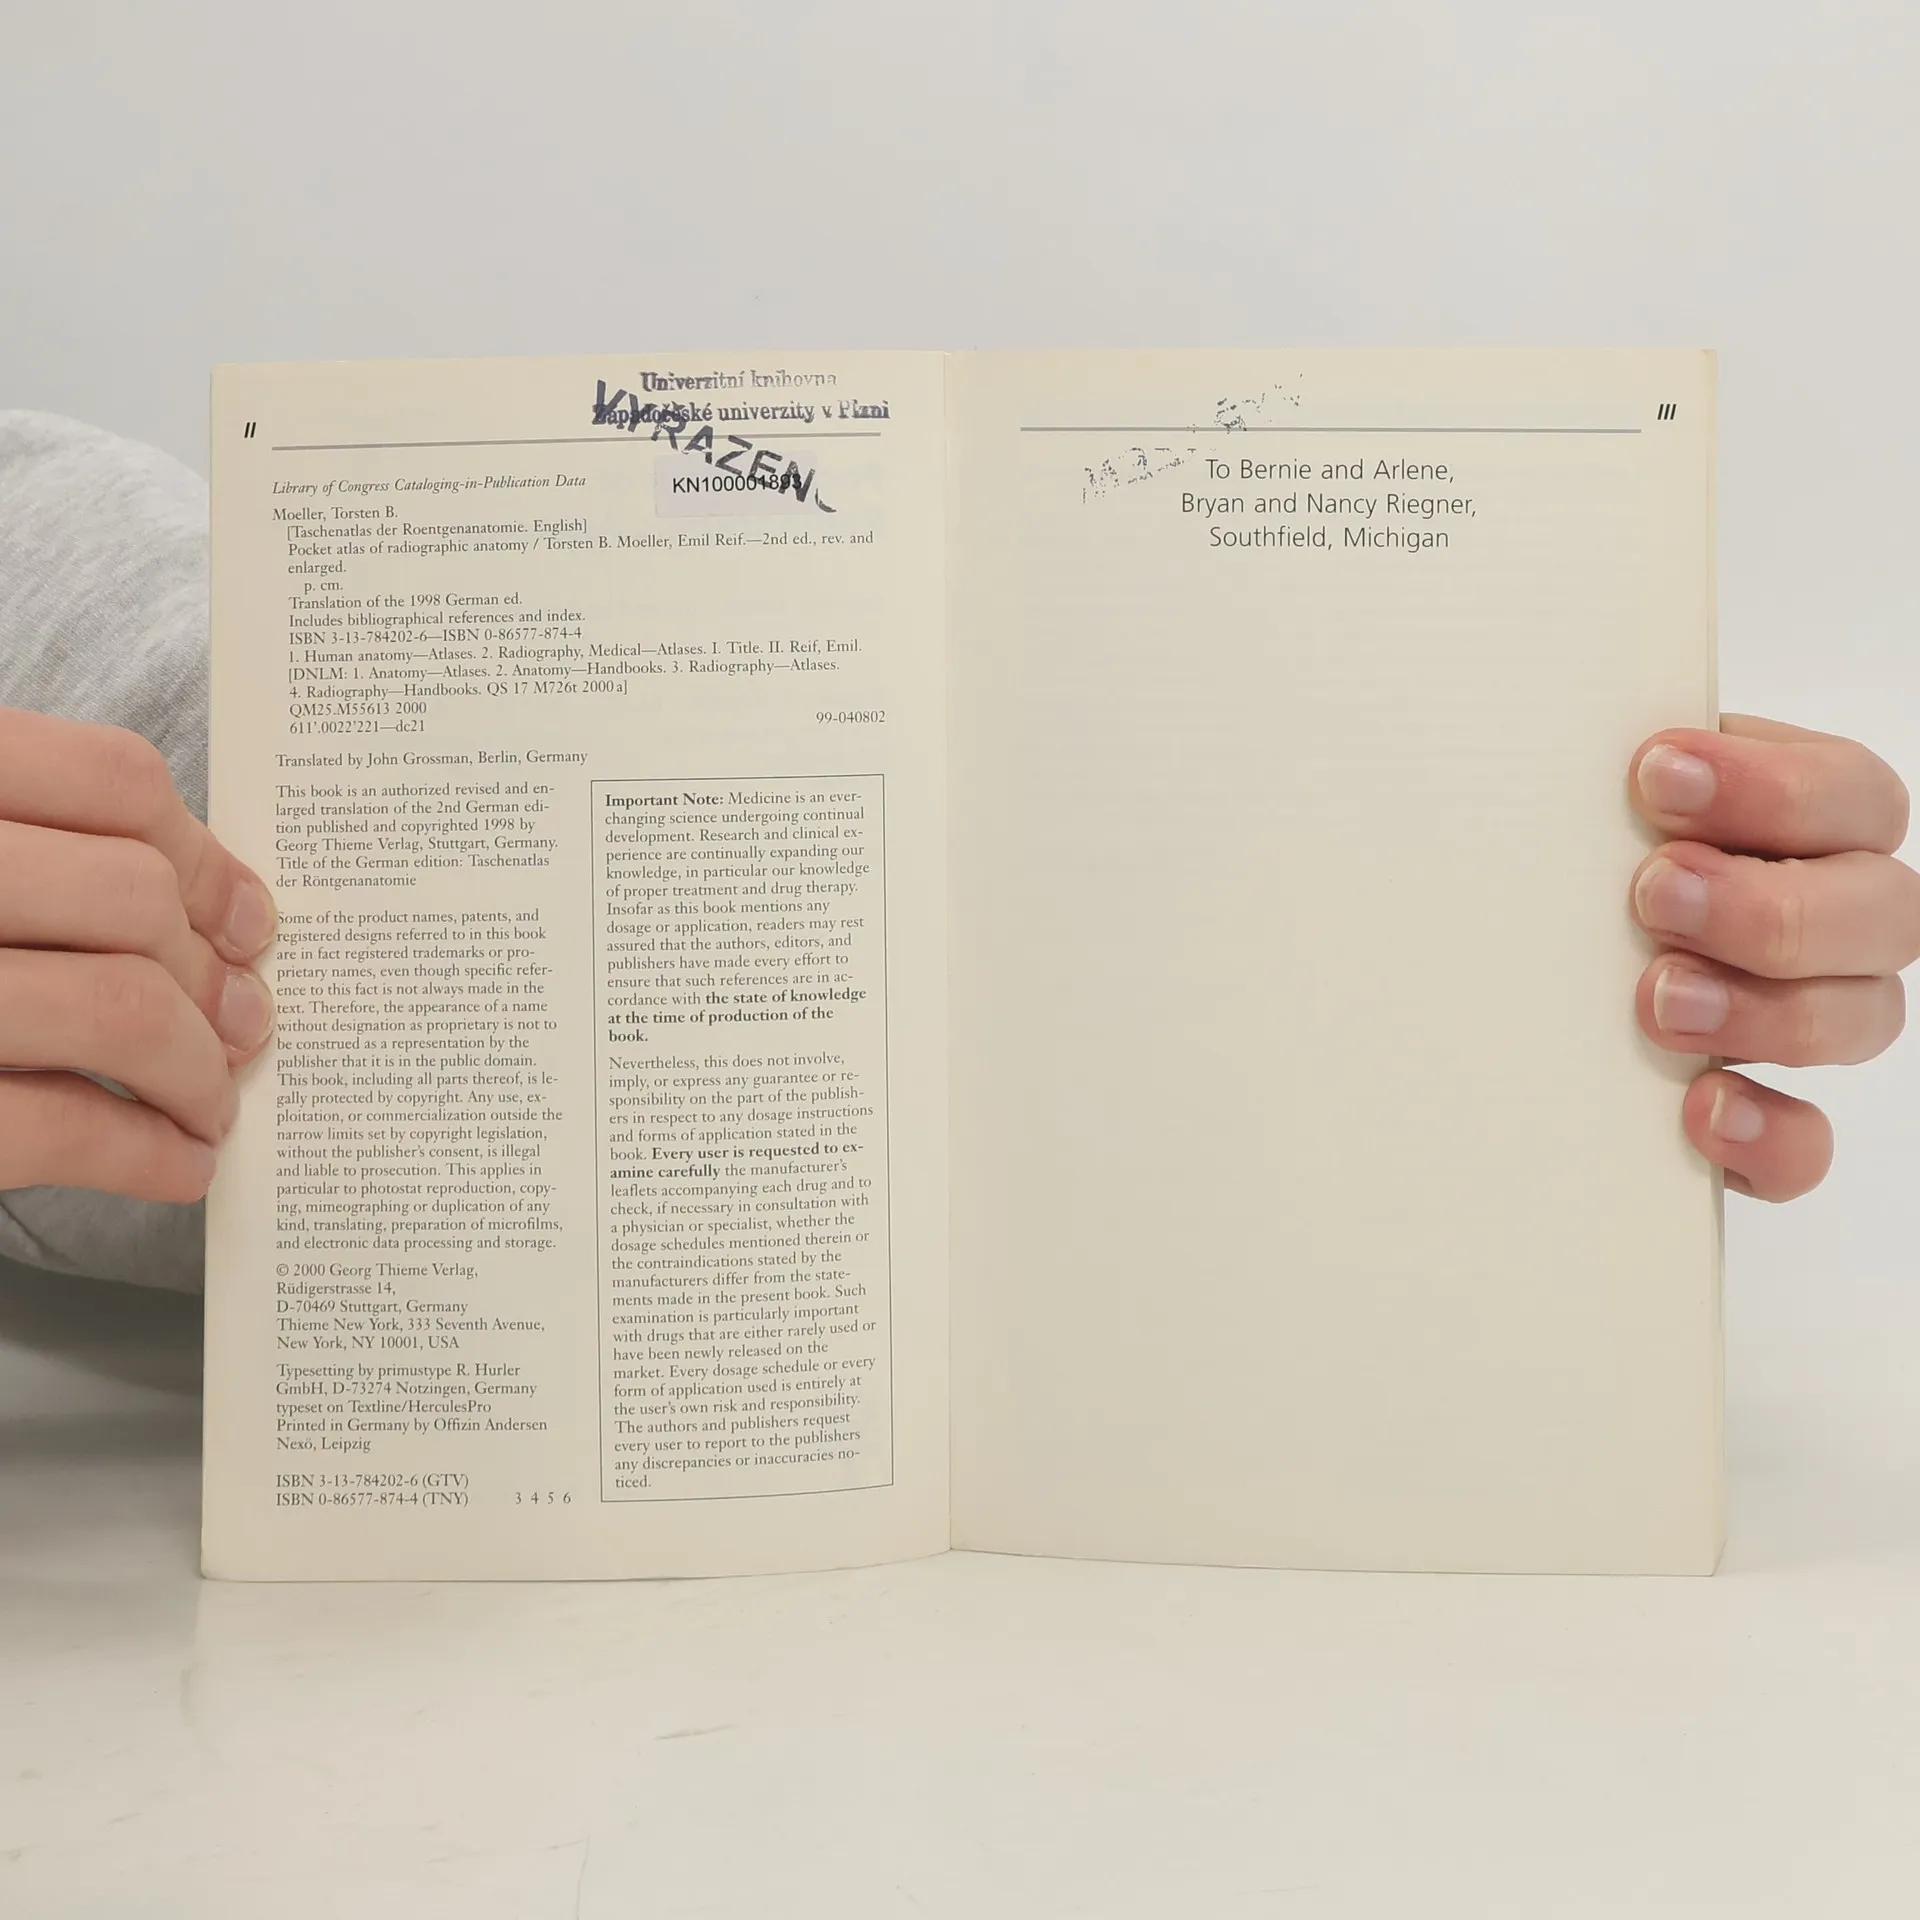 Univerzitní knihovna
Západočeské univerzity v Plzni
VYŘAZENO
II
KN100001893
Library of Congress Cataloging-in-Publication Data
Moeller, Torsten B.
[Taschenatlas der Roentgenanatomie. English]
Pocket atlas of radiographic anatomy / Torsten B. Moeller, Emil Reif.—2nd ed., rev. and
enlarged.
p. cm.
Translation of the 1998 German ed.
Includes bibliographical references and index.
ISBN 3-13-784202-6—ISBN 0-86577-874-4
1. Human anatomy—Atlases. 2. Radiography, Medical—Atlases. I. Title. II. Reif, Emil.
[DNLM: 1. Anatomy—Atlases. 2. Anatomy—Handbooks. 3. Radiography—Atlases.
4. Radiography—Handbooks. QS 17 M726t 2000 a]
QM25.M55613 2000
611'.0022'221—dc21
99-040802
Translated by John Grossman, Berlin, Germany
This book is an authorized revised and en-
larged translation of the 2nd German edi-
tion published and copyrighted 1998 by
Georg Thieme Verlag, Stuttgart, Germany.
Title of the German edition: Taschenatlas
der Röntgenanatomie
Some of the product names, patents, and
registered designs referred to in this book
are in fact registered trademarks or pro-
prietary names, even though specific refer-
ence to this fact is not always made in the
text. Therefore, the appearance of a name
without designation as proprietary is not to
be construed as a representation by the
publisher that it is in the public domain.
This book, including all parts thereof, is le-
gally protected by copyright. Any use, ex-
ploitation, or commercialization outside the
narrow limits set by copyright legislation,
without the publisher's consent, is illegal
and liable to prosecution. This applies in
particular to photostat reproduction, copy-
ing, mimeographing or duplication of any
kind, translating, preparation of microfilms,
and electronic data processing and storage.
© 2000 Georg Thieme Verlag,
Rüdigerstrasse 14,
D-70469 Stuttgart, Germany
Thieme New York, 333 Seventh Avenue,
New York, NY 10001, USA
Typesetting by primustype R. Hurler
GmbH, D-73274 Notzingen, Germany
typeset on Textline/HerculesPro
Printed in Germany by Offizin Andersen
Nexö, Leipzig
ISBN 3-13-784202-6 (GTV)
ISBN 0-86577-874-4 (TNY) 3 4 5 6
Important Note: Medicine is an ever-
changing science undergoing continual
development. Research and clinical ex-
perience are continually expanding our
knowledge, in particular our knowledge
of proper treatment and drug therapy.
Insofar as this book mentions any
dosage or application, readers may rest
assured that the authors, editors, and
publishers have made every effort to
ensure that such references are in ac-
cordance with the state of knowledge
at the time of production of the
book.
Nevertheless, this does not involve,
imply, or express any guarantee or re-
sponsibility on the part of the publish-
ers in respect to any dosage instructions
and forms of application stated in the
book. Every user is requested to ex-
amine carefully the manufacturer's
leaflets accompanying each drug and to
check, if necessary in consultation with
a physician or specialist, whether the
dosage schedules mentioned therein or
the contraindications stated by the
manufacturers differ from the state-
ments made in the present book. Such
examination is particularly important
with drugs that are either rarely used or
have been newly released on the
market. Every dosage schedule or every
form of application used is entirely at
the user's own risk and responsibility.
The authors and publishers request
every user to report to the publishers
any discrepancies or inaccuracies no-
ticed.
III
To Bernie and Arlene,
Bryan and Nancy Riegner,
Southfield, Michigan